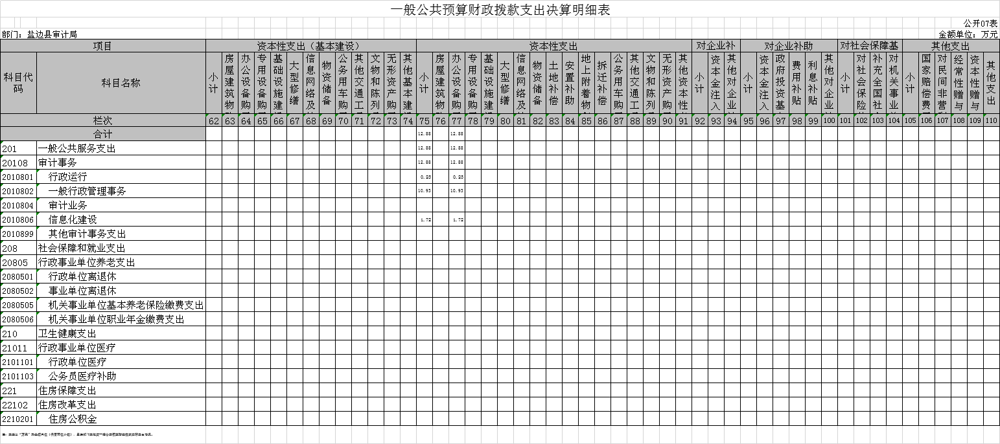 一般公共预算财政拨款支出决算明细表
公开07表
部门：盐边县审计局 金额单位：万元
项目 资本性支出（基本建设） 资本性支出 对企业补 对企业补助 对社会保障基 其他支出
科目代码 科目名称 小计 房屋建筑物 办公设备购 专用设备购 基础设施建 大型修缮 信息网络及 物资储备 公务用车购 其他交通工 文物和陈列 无形资产购 其他基本建 小计 房屋建筑物 办公设备购 专用设备购 基础设施建 大型修缮 信息网络及 物资储备 土地补偿 安置补助 地上附着物 拆迁补偿 公务用车购 其他交通工 文物和陈列 无形资产购 其他资本性 小计 资本金注入 其他对企业 小计 资本金注入 政府投资基 费用补贴 利息补贴 其他对企业 小计 对社会保险 补充全国社 对机关事业 小计 国家赔偿费 对民间非营 经常性赠与 资本性赠与 其他支出
栏次 62 63 64 65 66 67 68 69 70 71 72 73 74 75 76 77 78 79 80 81 82 83 84 85 86 87 88 89 90 91 92 93 94 95 96 97 98 99 100 101 102 103 104 105 106 107 108 109 110
合计 12.88 12.88
201 一般公共服务支出 12.88 12.88
20108 审计事务 12.88 12.88
2010801 行政运行 0.23 0.23
2010802 一般行政管理事务 10.93 10.93
2010804 审计业务
2010806 信息化建设 1.72 1.72
2010899 其他审计事务支出
208 社会保障和就业支出
20805 行政事业单位养老支出
2080501 行政单位离退休
2080502 事业单位离退休
2080505 机关事业单位基本养老保险缴费支出
2080506 机关事业单位职业年金缴费支出
210 卫生健康支出
21011 行政事业单位医疗
2101101 行政单位医疗
2101103 公务员医疗补助
221 住房保障支出
22102 住房改革支出
2210201 住房公积金